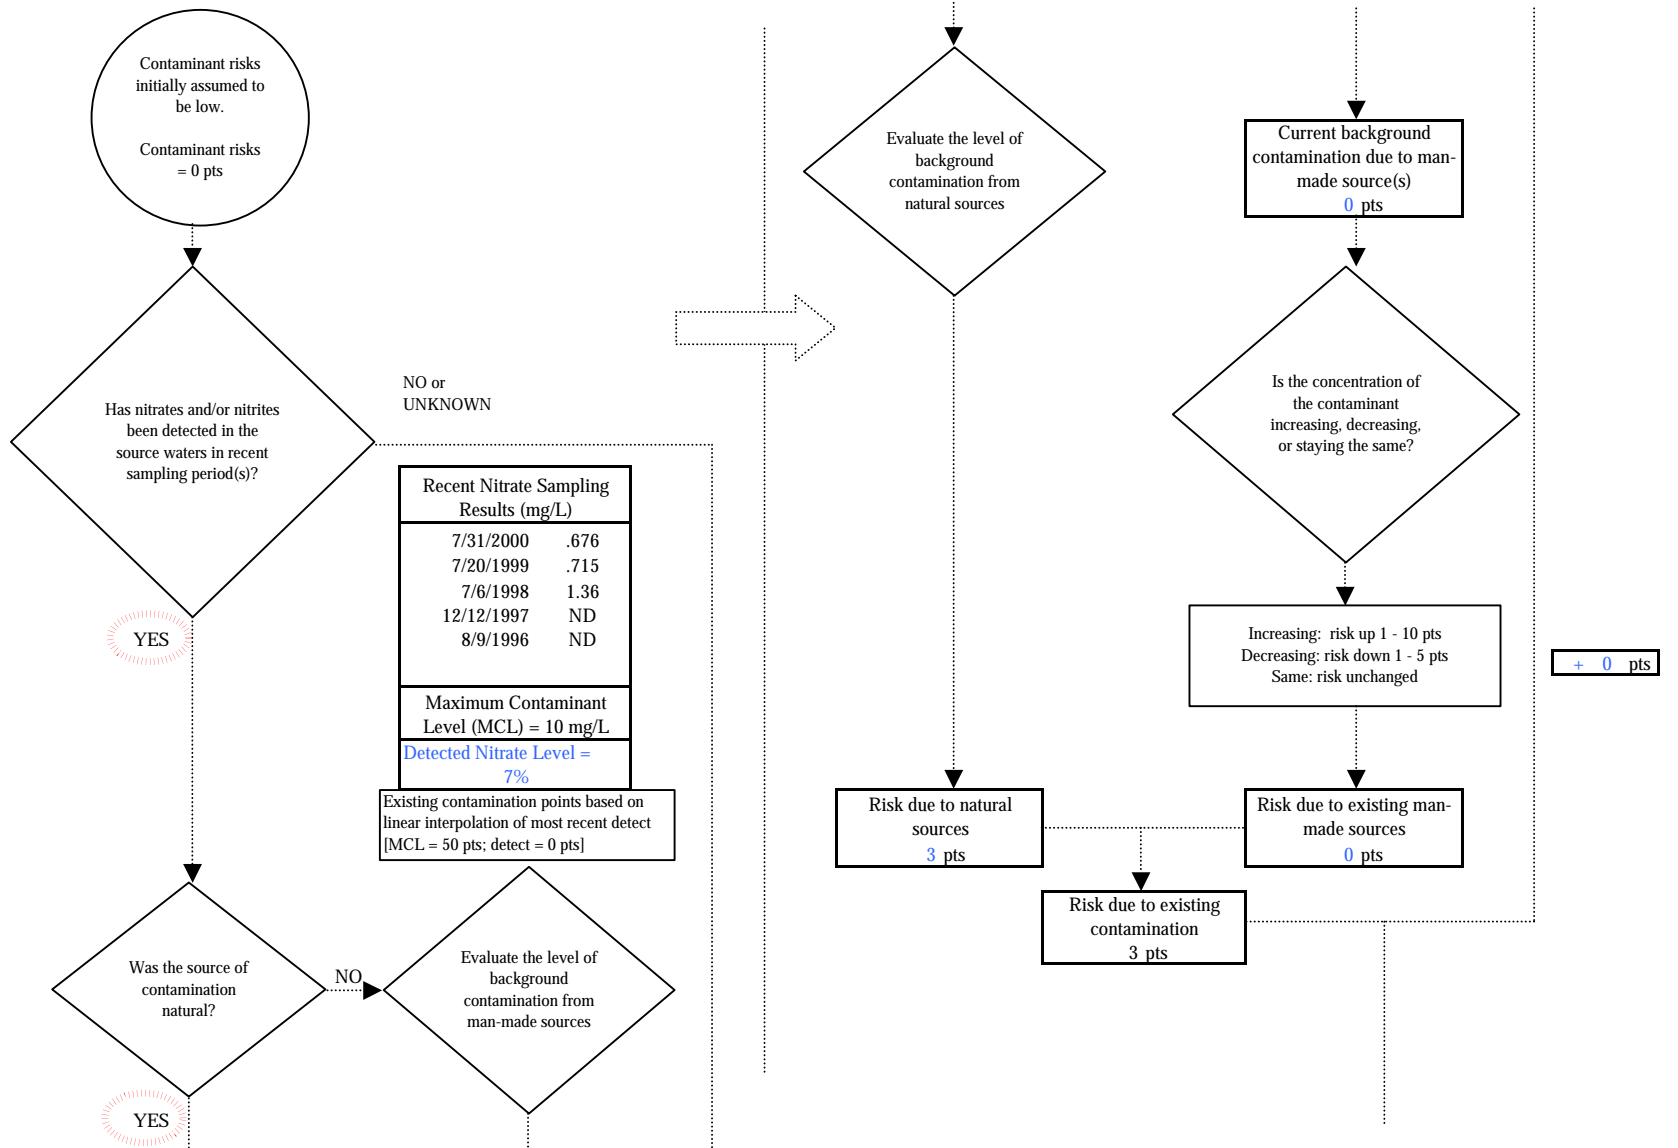 Contaminant risks
initially assumed to
be low.
Contaminant risks
= 0 pts
Has nitrates and/or nitrites
been detected in the
source waters in recent
sampling period(s)?
NO or
UNKNOWN
YES
Recent Nitrate Sampling
Results (mg/L)
7/31/2000 .676
7/20/1999 .715
7/6/1998 1.36
12/12/1997 ND
8/9/1996 ND
Maximum Contaminant
Level (MCL) = 10 mg/L
Detected Nitrate Level =
7%
Existing contamination points based on
linear interpolation of most recent detect
[MCL = 50 pts; detect = 0 pts]
Was the source of
contamination
natural?
NO
YES
Evaluate the level of
background
contamination from
man-made sources
Evaluate the level of
background
contamination from
natural sources
Current background
contamination due to man-
made source(s)
0 pts
Is the concentration of
the contaminant
increasing, decreasing,
or staying the same?
Increasing: risk up 1 - 10 pts
Decreasing: risk down 1 - 5 pts
Same: risk unchanged
+ 0 pts
Risk due to natural
sources
3 pts
Risk due to existing man-
made sources
0 pts
Risk due to existing
contamination
3 pts